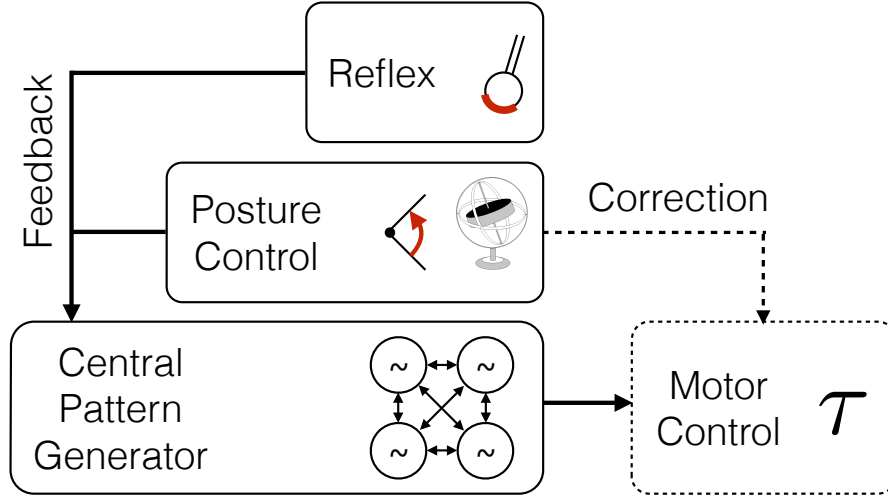 Reflex
Feedback
Posture
Control
Correction
Central
Pattern
Generator
~ ~
~ ~
Motor
Control
τ